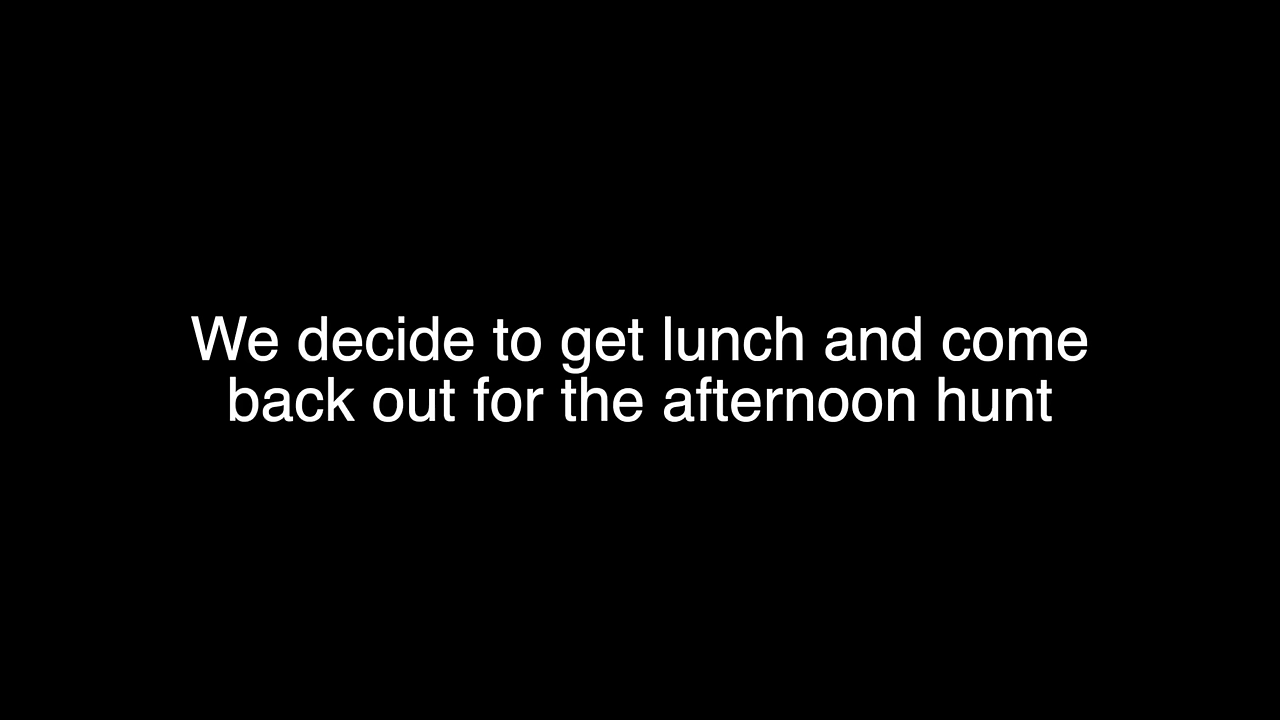 We decide to get lunch and come
back out for the afternoon hunt